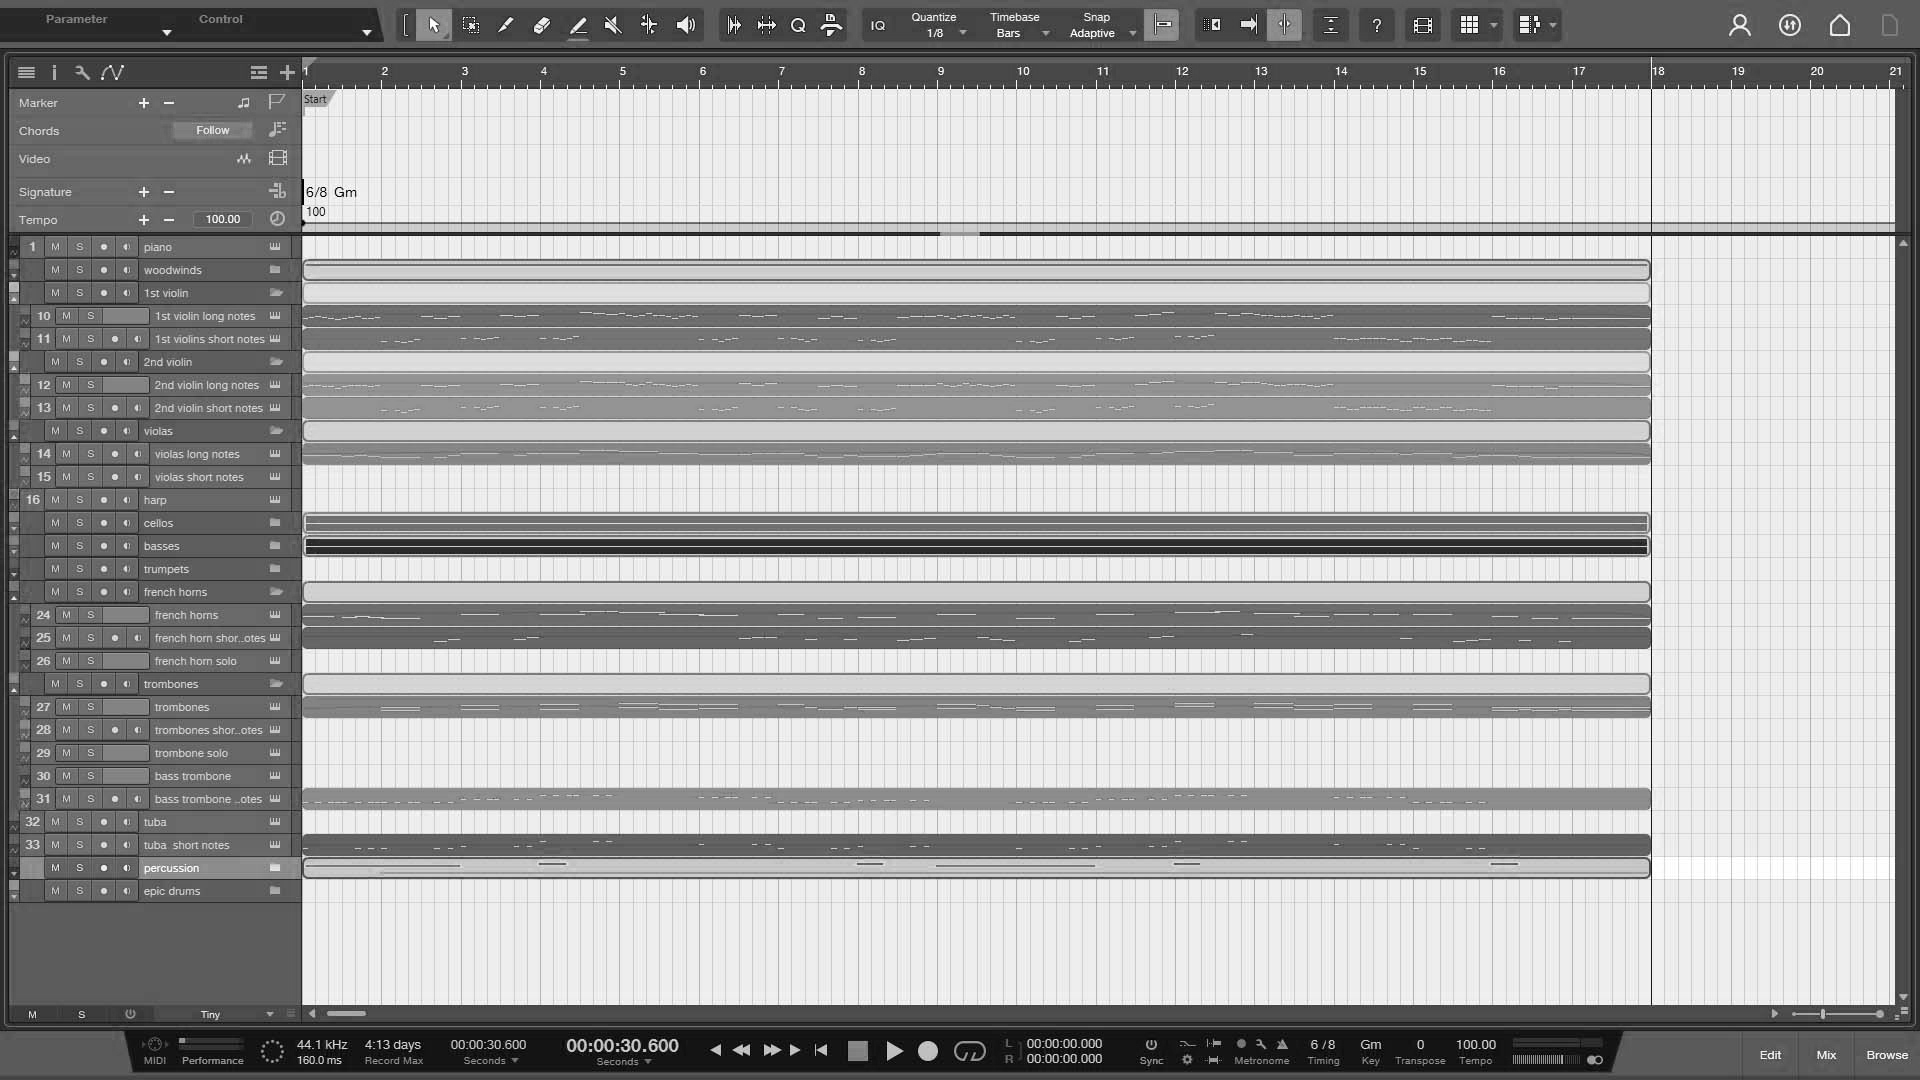 Parameter Control
IQ Quantize 1/8 Timebase Bars Snap Adaptive ?
1 2 3 4 5 6 7 8 9 10 11 12 13 14 15 16 17 18 19 20 21
Marker Start
Chords Follow
Video
Signature 6/8 Gm
Tempo 100.00 100
1 M S piano
M S woodwinds
M S 1st violin
10 M S 1st violin long notes
11 M S 1st violins short notes
M S 2nd violin
12 M S 2nd violin long notes
13 M S 2nd violin short notes
M S violas
14 M S violas long notes
15 M S violas short notes
16 M S harp
M S cellos
M S basses
M S trumpets
M S french horns
24 M S french horns
25 M S french horn shor..otes
26 M S french horn solo
M S trombones
27 M S trombones
28 M S trombones shor..otes
29 M S trombone solo
30 M S bass trombone
31 M S bass trombone ..otes
32 M S tuba
33 M S tuba short notes
M S percussion
M S epic drums
M S Tiny
MIDI Performance
44.1 kHz
160.0 ms
4:13 days
Record Max
00:00:30.600
Seconds
00:00:30.600
Seconds
L 00:00:00.000
R 00:00:00.000
Sync
Metronome
6 / 8
Timing
Gm
Key
0
Transpose
100.00
Tempo
Edit Mix Browse